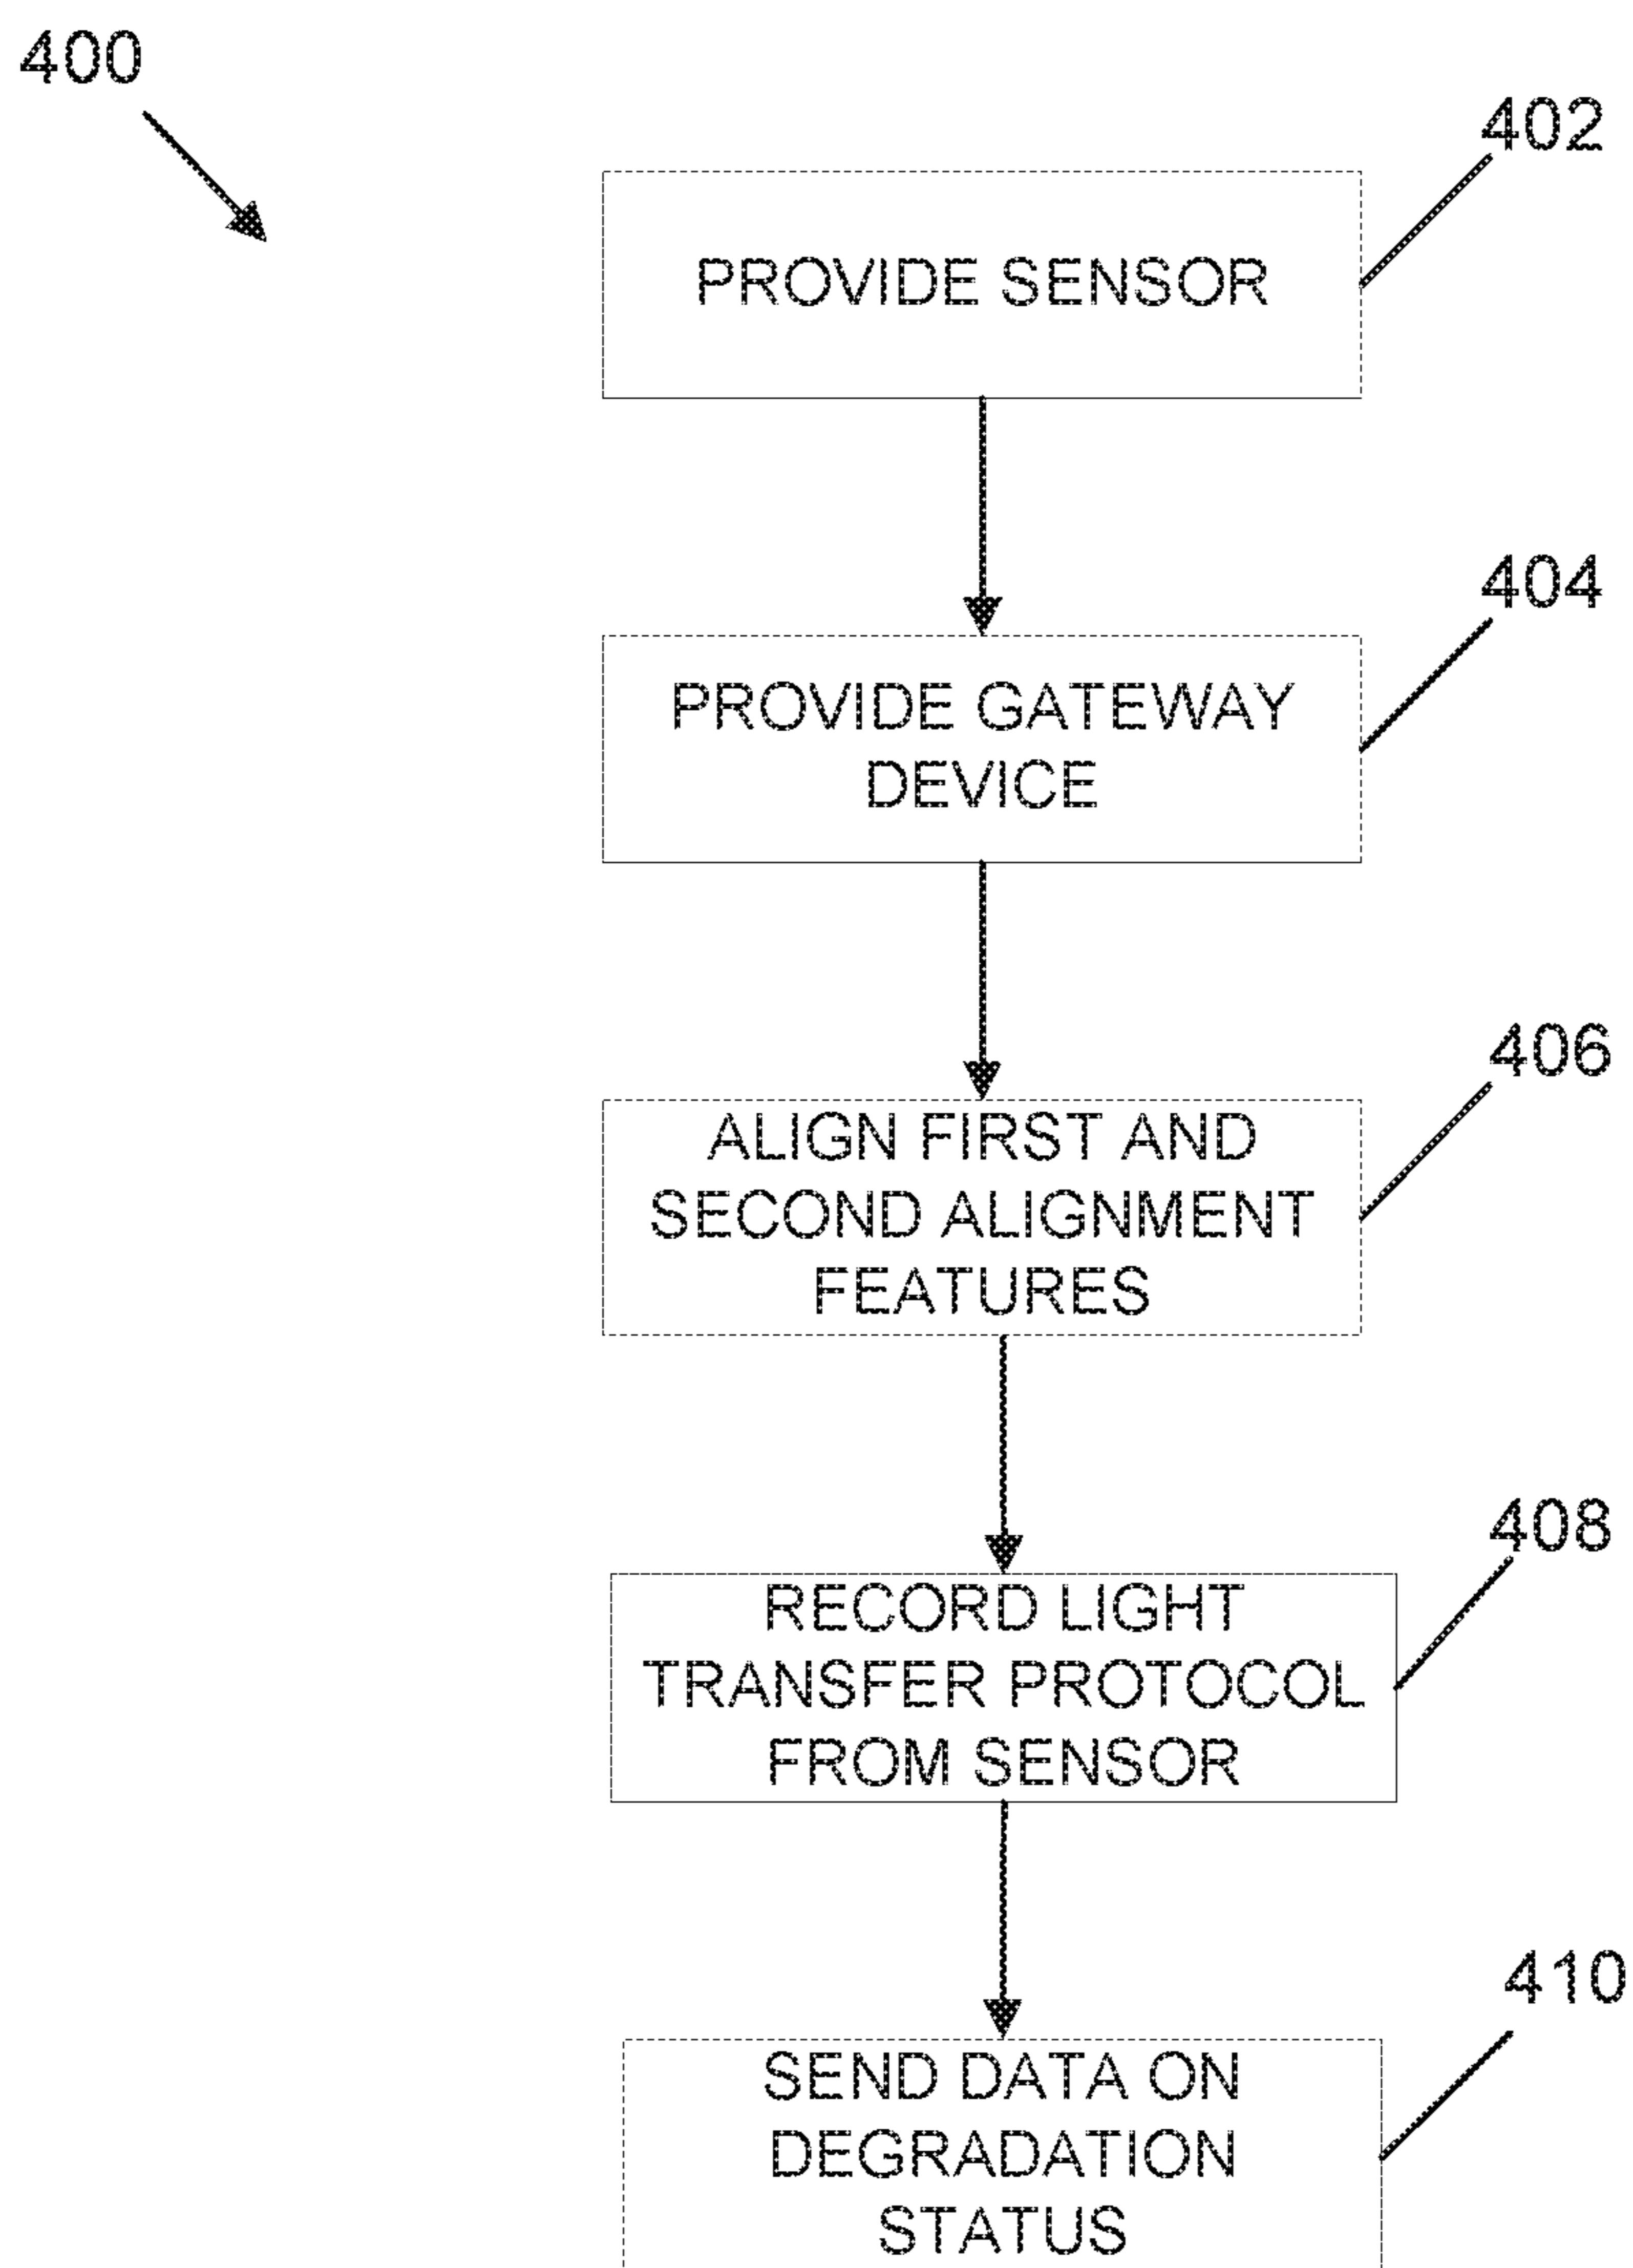 400
402
PROVIDE SENSOR
404
PROVIDE GATEWAY
DEVICE
406
ALIGN FIRST AND
SECOND ALIGNMENT
FEATURES
408
RECORD LIGHT
TRANSFER PROTOCOL
FROM SENSOR
410
SEND DATA ON
DEGRADATION
STATUS